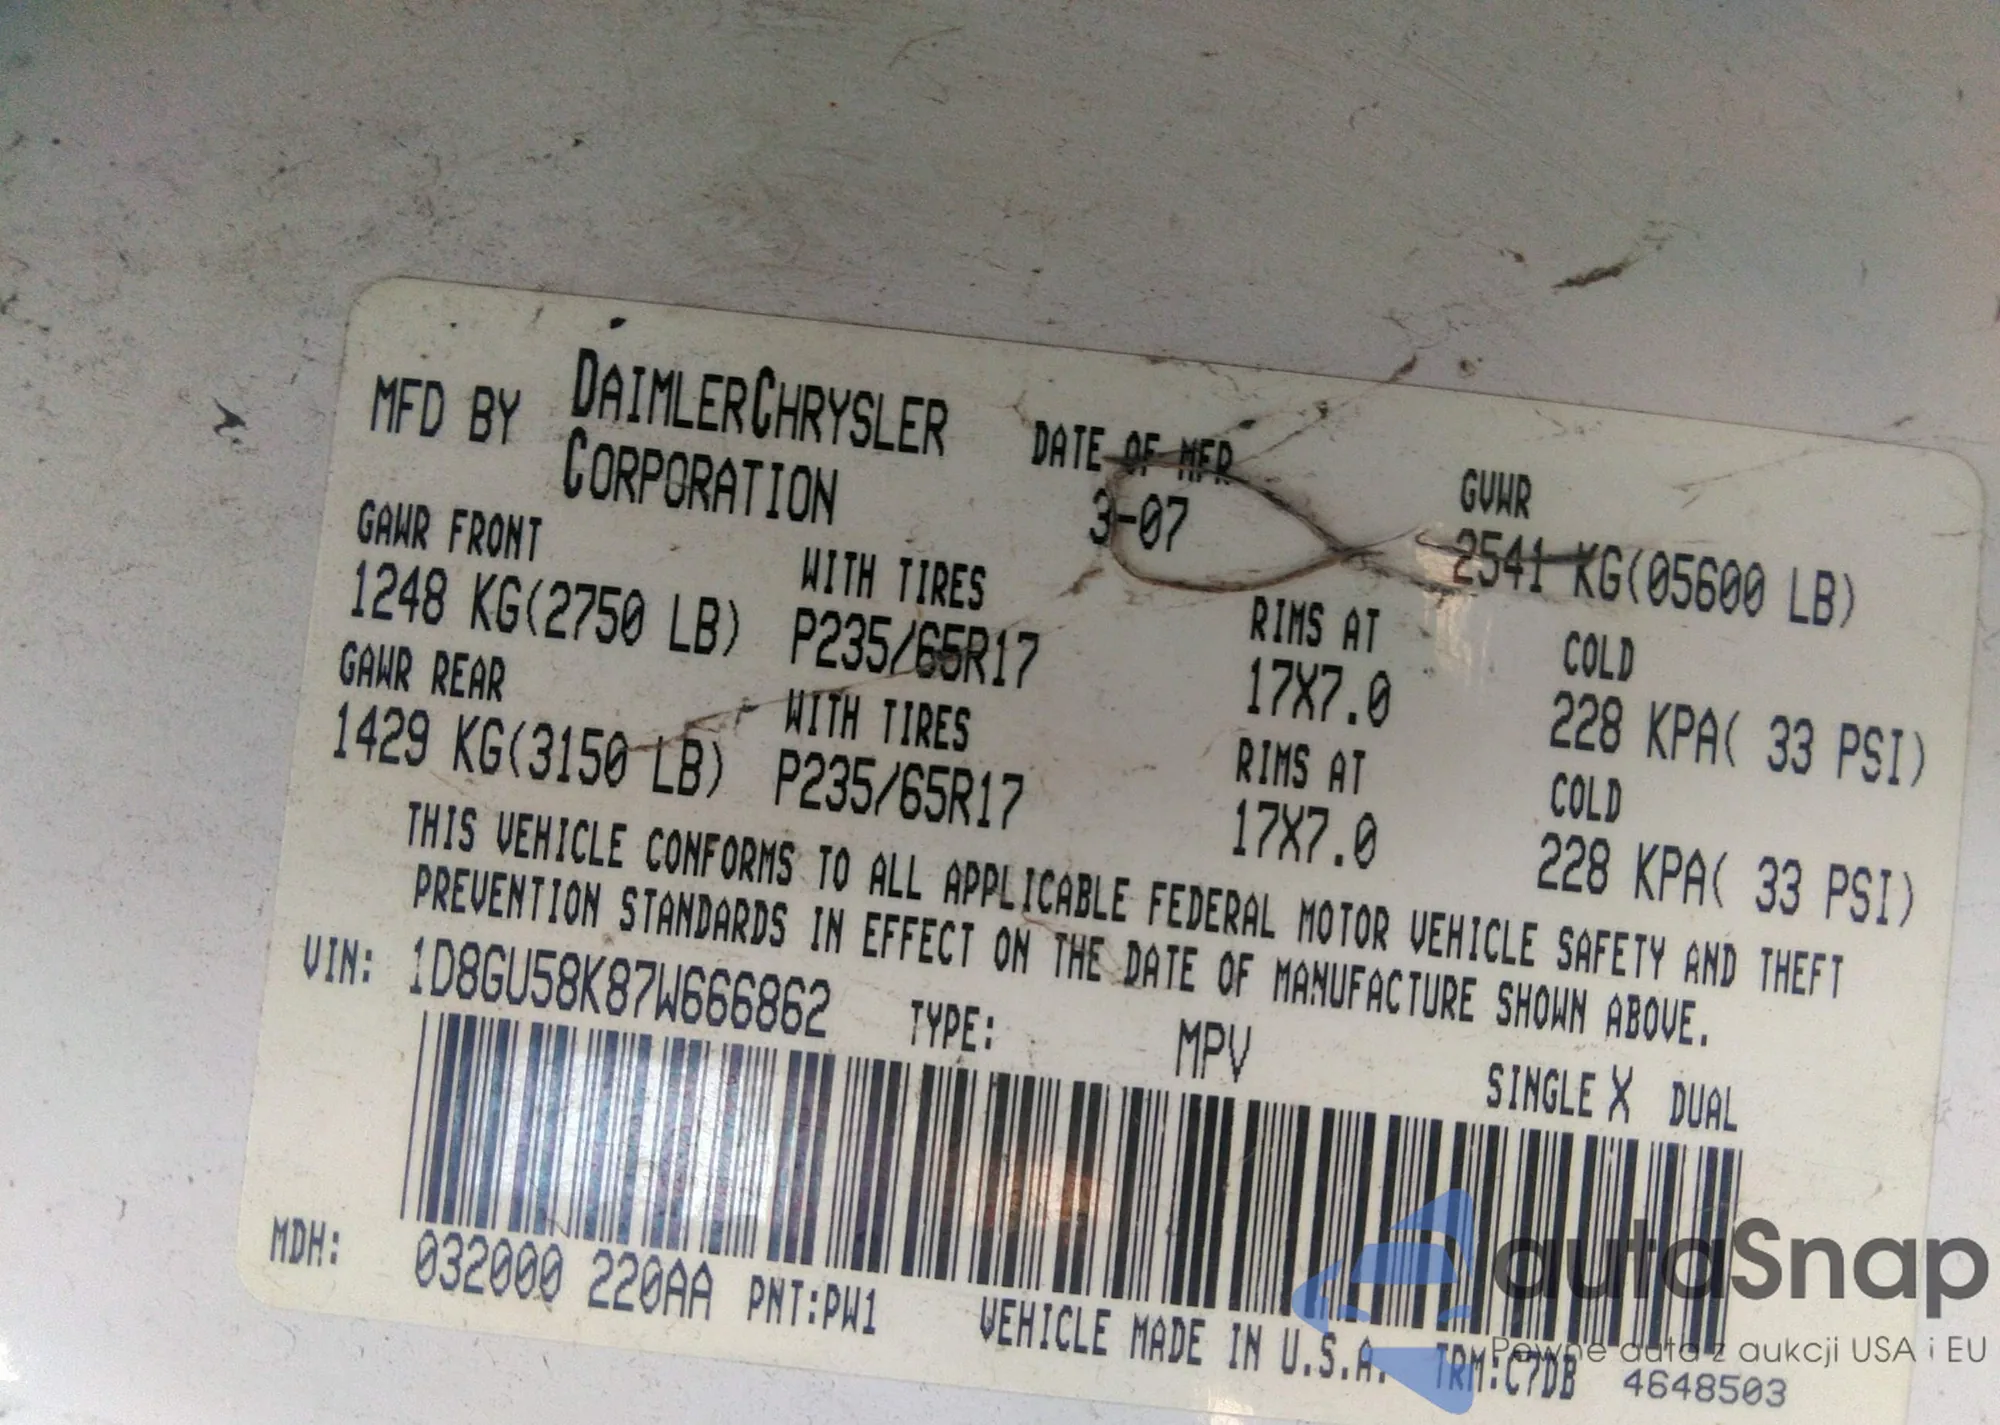 MFD BY DAIMLERCHRYSLER CORPORATION
DATE OF MFR
3-07
GVWR
2541 KG(05600 LB)
GAWR FRONT
1248 KG(2750 LB)
WITH TIRES
P235/65R17
RIMS AT
17X7.0
COLD
228 KPA( 33 PSI)
GAWR REAR
1429 KG(3150 LB)
WITH TIRES
P235/65R17
RIMS AT
17X7.0
COLD
228 KPA( 33 PSI)
THIS VEHICLE CONFORMS TO ALL APPLICABLE FEDERAL MOTOR VEHICLE SAFETY AND THEFT
PREVENTION STANDARDS IN EFFECT ON THE DATE OF MANUFACTURE SHOWN ABOVE.
VIN: 1D8GU58K87W666862 TYPE: MPV SINGLE X DUAL
MDH: 032000 220AA PNT:PW1 VEHICLE MADE IN U.S.A. TRM:C7DB
4648503
autaSnap
Pewne auta z aukcji USA i EU